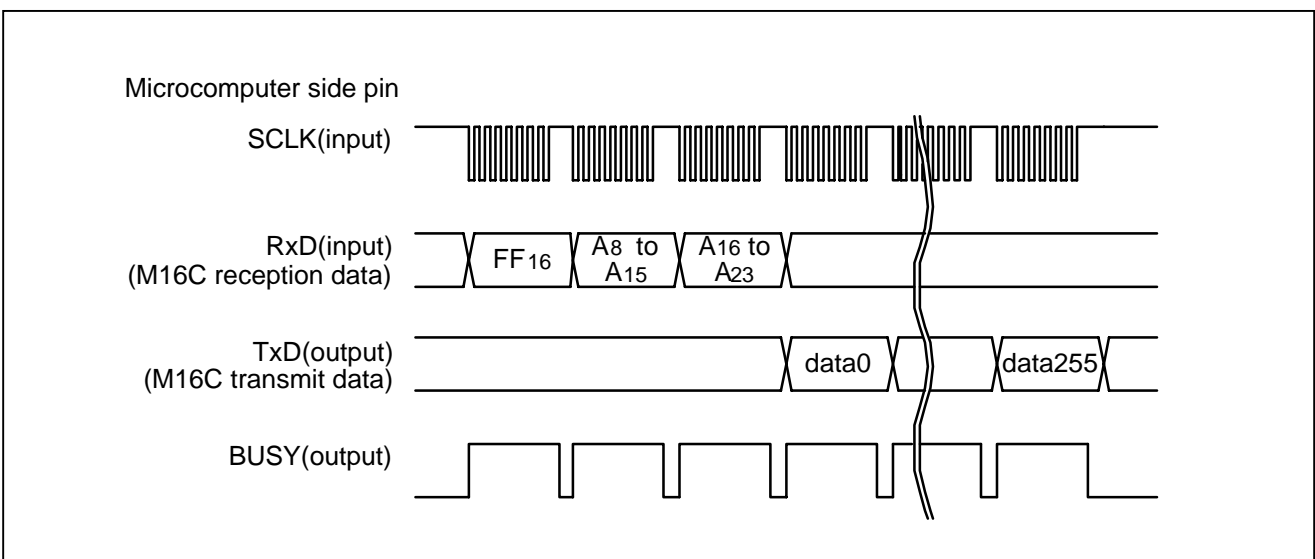 Microcomputer side pin
SCLK(input)
RxD(input)
(M16C reception data)
FF16
A8 to
A15
A16 to
A23
TxD(output)
(M16C transmit data)
data0
data255
BUSY(output)